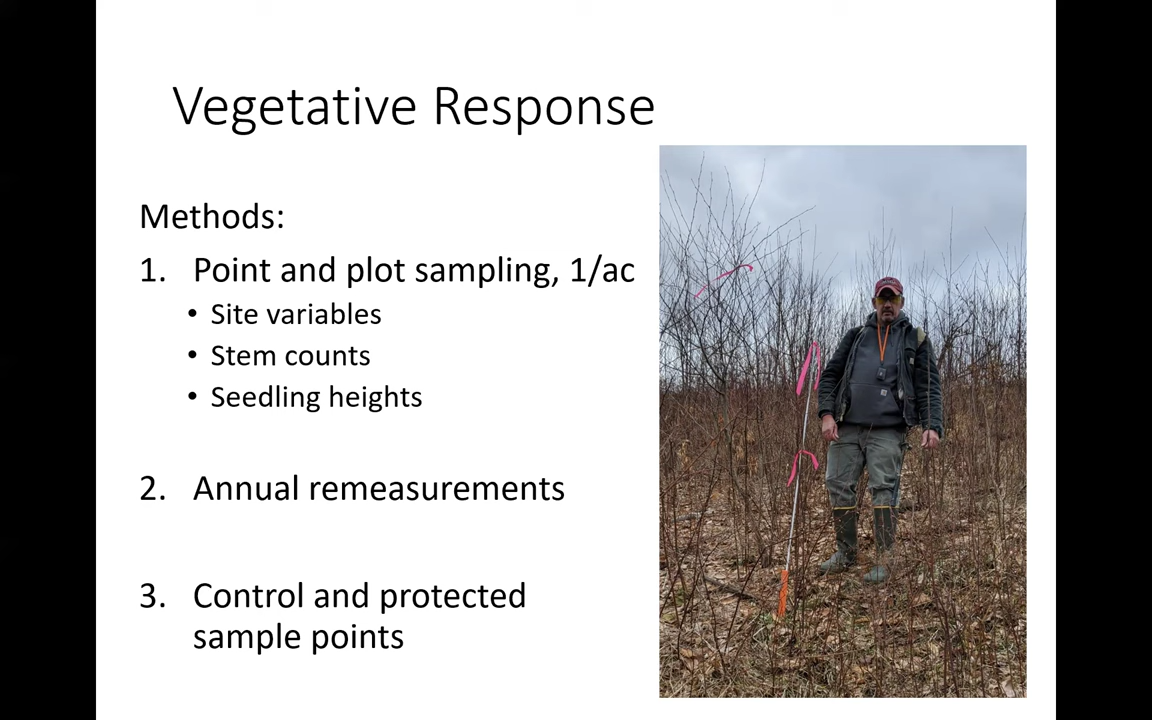 Vegetative Response
Methods:
1. Point and plot sampling, 1/ac
• Site variables
• Stem counts
• Seedling heights
2. Annual remeasurements
3. Control and protected
sample points